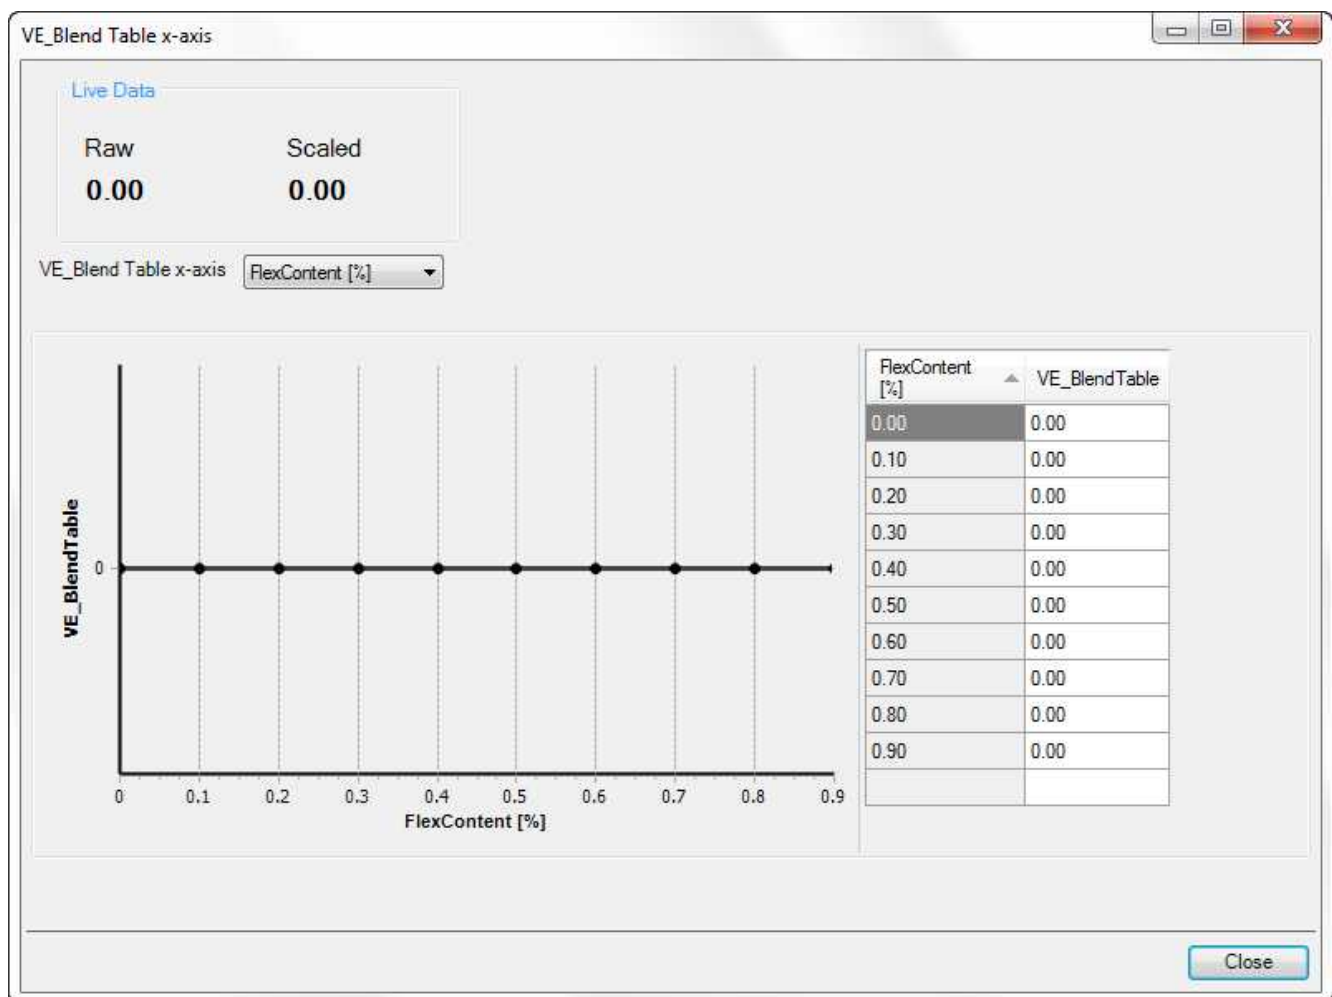 VE_Blend Table x-axis
Live Data
Raw Scaled
0.00 0.00
VE_Blend Table x-axis FlexContent [%]
VE_BlendTable
0
0 0.1 0.2 0.3 0.4 0.5 0.6 0.7 0.8 0.9
FlexContent [%]
FlexContent
[%] VE_BlendTable
0.00 0.00
0.10 0.00
0.20 0.00
0.30 0.00
0.40 0.00
0.50 0.00
0.60 0.00
0.70 0.00
0.80 0.00
0.90 0.00
Close